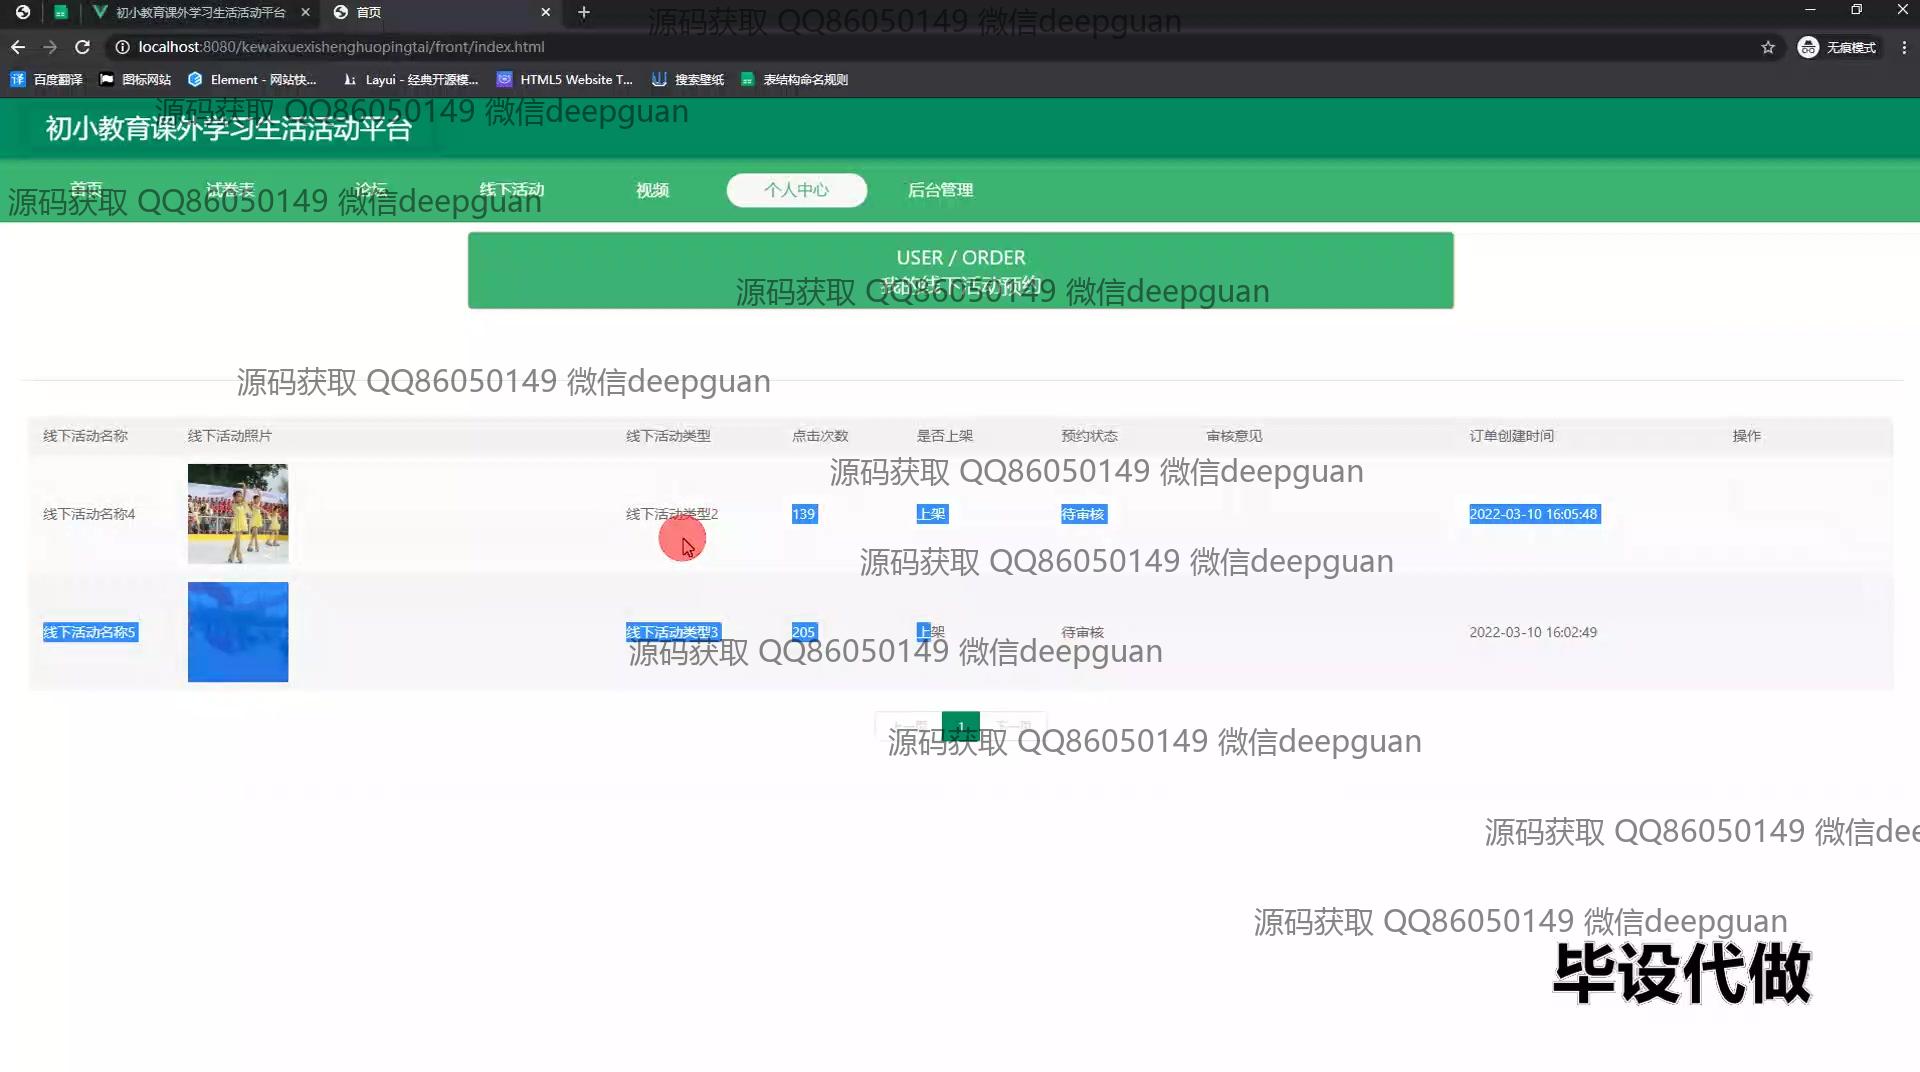 初小教育课外学习生活活动平台
首页
源码获取 QQ86050149 微信deepguan
localhost:8080/kewaixuexishenghuopingtai/front/index.html
无痕模式
百度翻译
图标网站
Element - 网站快...
Layui - 经典开源模...
HTML5 Website T...
搜索壁纸
表结构命名规则
源码获取 QQ86050149 微信deepguan
初小教育课外学习生活活动平台
首页
试卷表
论坛
线下活动
视频
个人中心
后台管理
源码获取 QQ86050149 微信deepguan
USER / ORDER
我的线下活动预约
源码获取 QQ86050149 微信deepguan
源码获取 QQ86050149 微信deepguan
线下活动名称 线下活动照片 线下活动类型 点击次数 是否上架 预约状态 审核意见 订单创建时间 操作
源码获取 QQ86050149 微信deepguan
线下活动名称4 线下活动类型2 139 上架 待审核 2022-03-10 16:05:48
源码获取 QQ86050149 微信deepguan
线下活动名称5 线下活动类型3 205 上架 待审核 2022-03-10 16:02:49
源码获取 QQ86050149 微信deepguan
上一页 1 下一页
源码获取 QQ86050149 微信deepguan
源码获取 QQ86050149 微信dee
源码获取 QQ86050149 微信deepguan
毕设代做